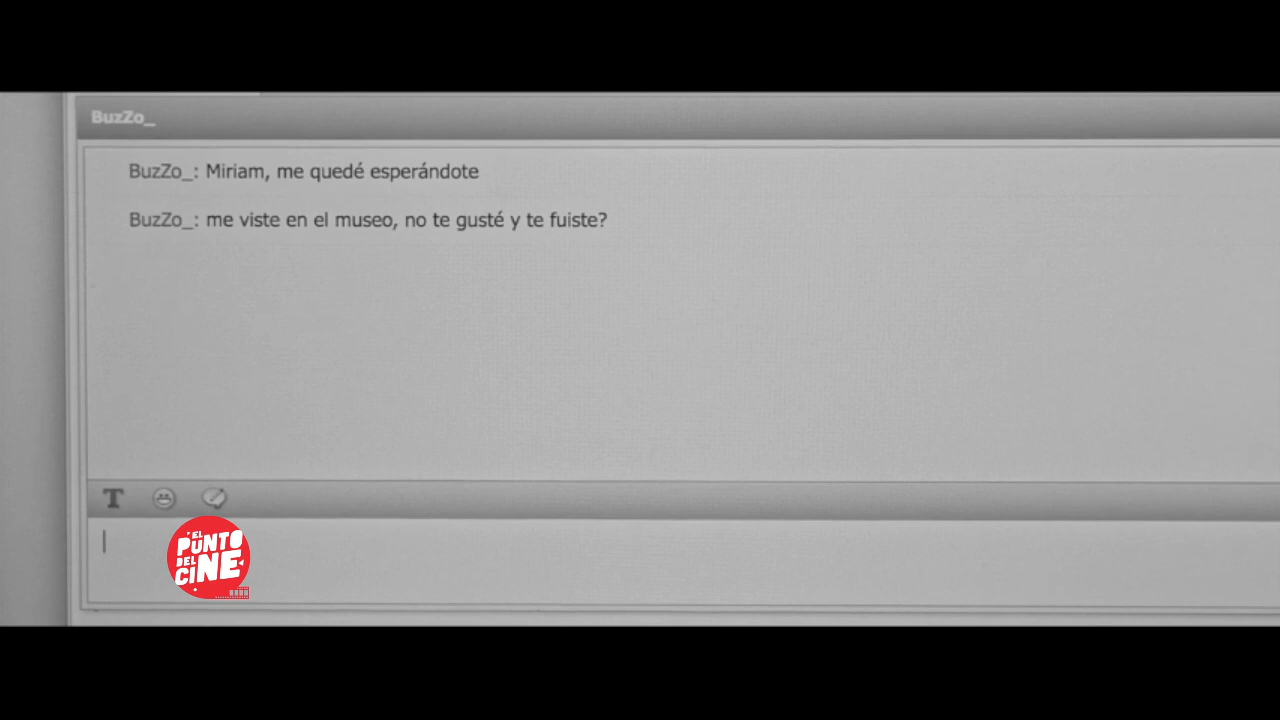 BuzZo_
BuzZo_: Miriam, me quedé esperándote
BuzZo_: me viste en el museo, no te gusté y te fuiste?
T
EL
PUNTO
DEL
CINE